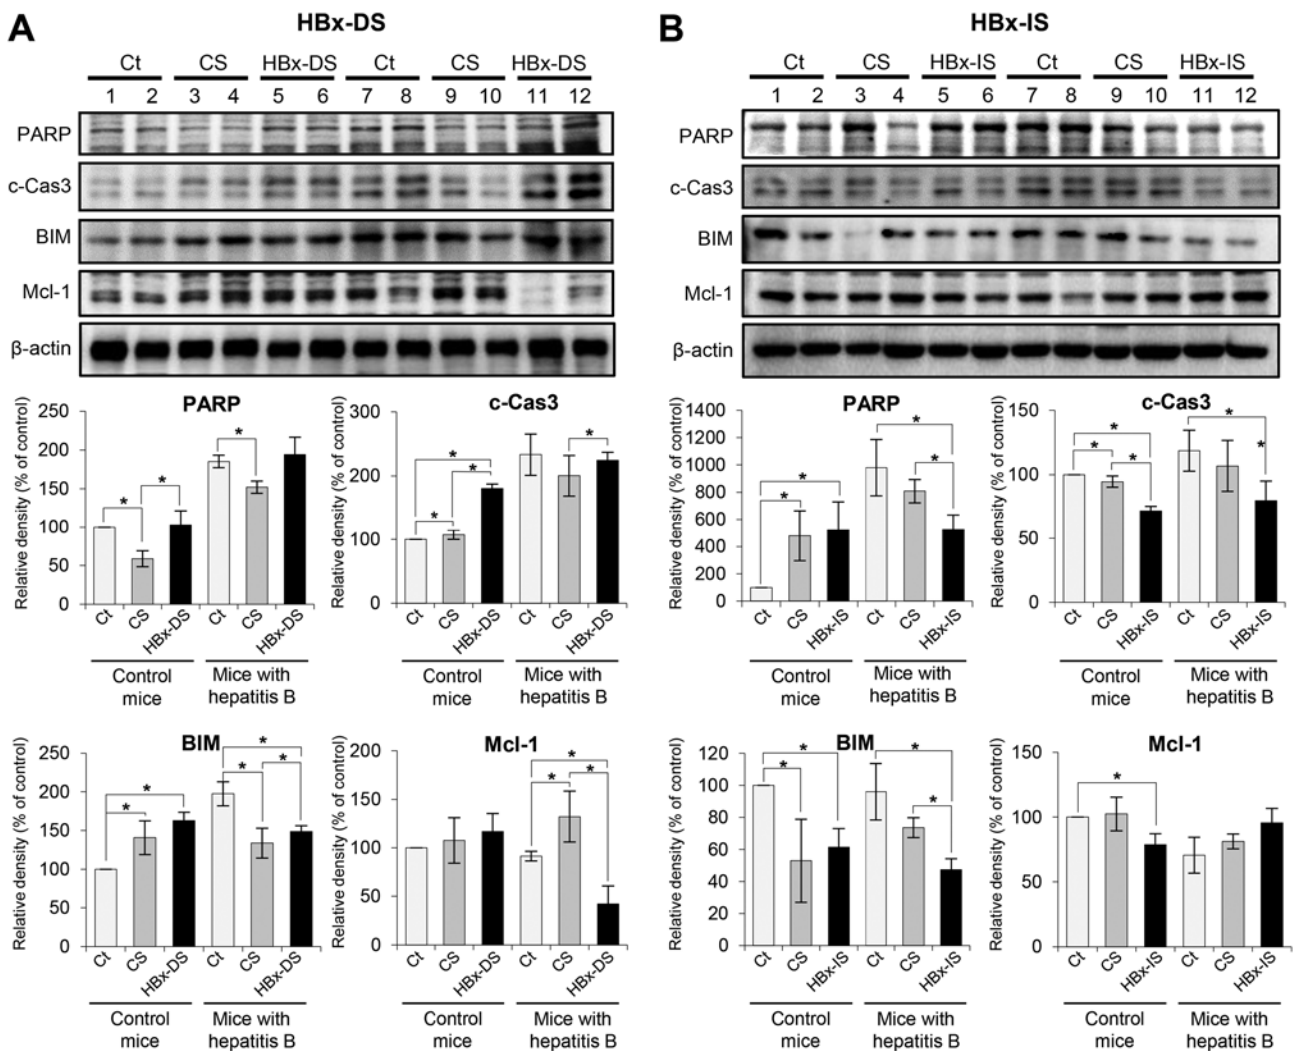 A HBx-DS
Ct CS HBx-DS Ct CS HBx-DS
1 2 3 4 5 6 7 8 9 10 11 12
PARP
c-Cas3
BIM
Mcl-1
β-actin
PARP
Relative density (% of control)
250
200
150
100
50
0
*
*
*
Ct CS HBx-DS Ct CS HBx-DS
Control mice
Mice with hepatitis B
c-Cas3
Relative density (% of control)
300
200
100
0
*
*
*
*
Ct CS HBx-DS Ct CS HBx-DS
Control mice
Mice with hepatitis B
BIM
Relative density (% of control)
250
200
150
100
50
0
*
*
*
*
*
Ct CS HBx-DS Ct CS HBx-DS
Control mice
Mice with hepatitis B
Mcl-1
Relative density (% of control)
200
150
100
50
0
*
*
*
Ct CS HBx-DS Ct CS HBx-DS
Control mice
Mice with hepatitis B
B HBx-IS
Ct CS HBx-IS Ct CS HBx-IS
1 2 3 4 5 6 7 8 9 10 11 12
PARP
c-Cas3
BIM
Mcl-1
β-actin
PARP
Relative density (% of control)
1400
1200
1000
800
600
400
200
0
*
*
*
*
Ct CS HBx-IS Ct CS HBx-IS
Control mice
Mice with hepatitis B
c-Cas3
Relative density (% of control)
150
100
50
0
*
*
*
*
*
Ct CS HBx-IS Ct CS HBx-IS
Control mice
Mice with hepatitis B
BIM
Relative density (% of control)
120
100
80
60
40
20
0
*
*
*
*
Ct CS HBx-IS Ct CS HBx-IS
Control mice
Mice with hepatitis B
Mcl-1
Relative density (% of control)
150
100
50
0
*
Ct CS HBx-IS Ct CS HBx-IS
Control mice
Mice with hepatitis B